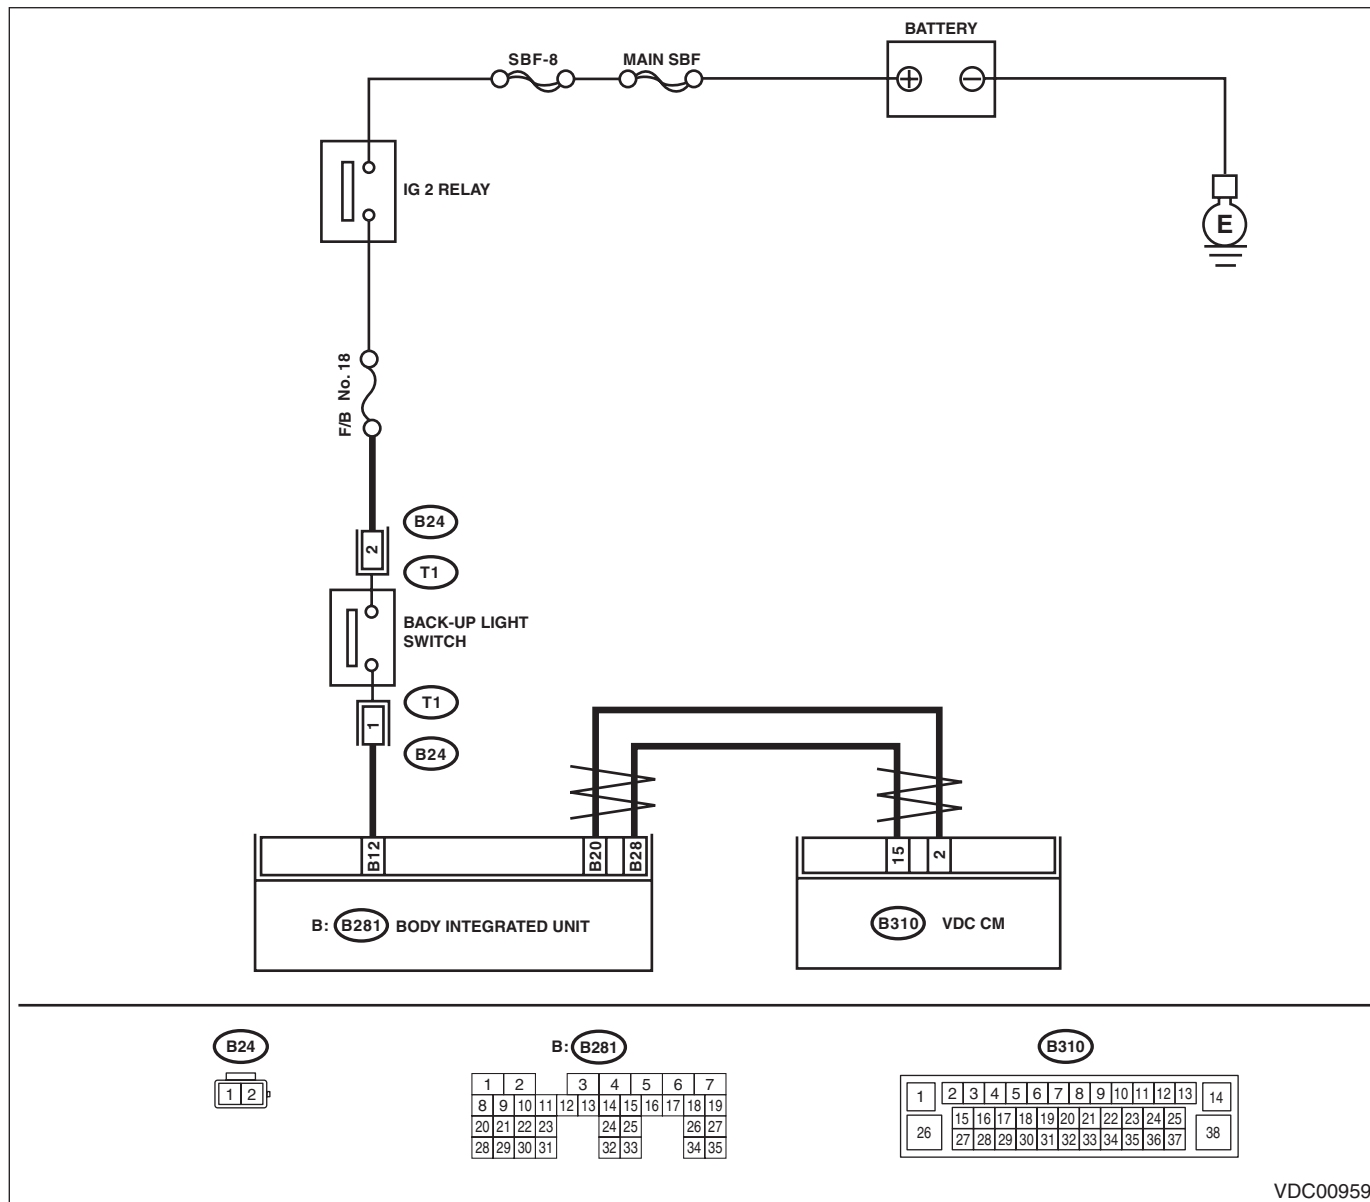 BATTERY
SBF-8
MAIN SBF
+
−
IG 2 RELAY
E
F/B No. 18
B24
2
T1
BACK-UP LIGHT
SWITCH
T1
1
B24
B12
B20
B28
15
2
B: B281 BODY INTEGRATED UNIT
B310 VDC CM
B24
1 2
B: B281
1 2 3 4 5 6 7
8 9 10 11 12 13 14 15 16 17 18 19
20 21 22 23 24 25 26 27
28 29 30 31 32 33 34 35
B310
1 2 3 4 5 6 7 8 9 10 11 12 13 14
15 16 17 18 19 20 21 22 23 24 25
26 27 28 29 30 31 32 33 34 35 36 37 38
VDC00959